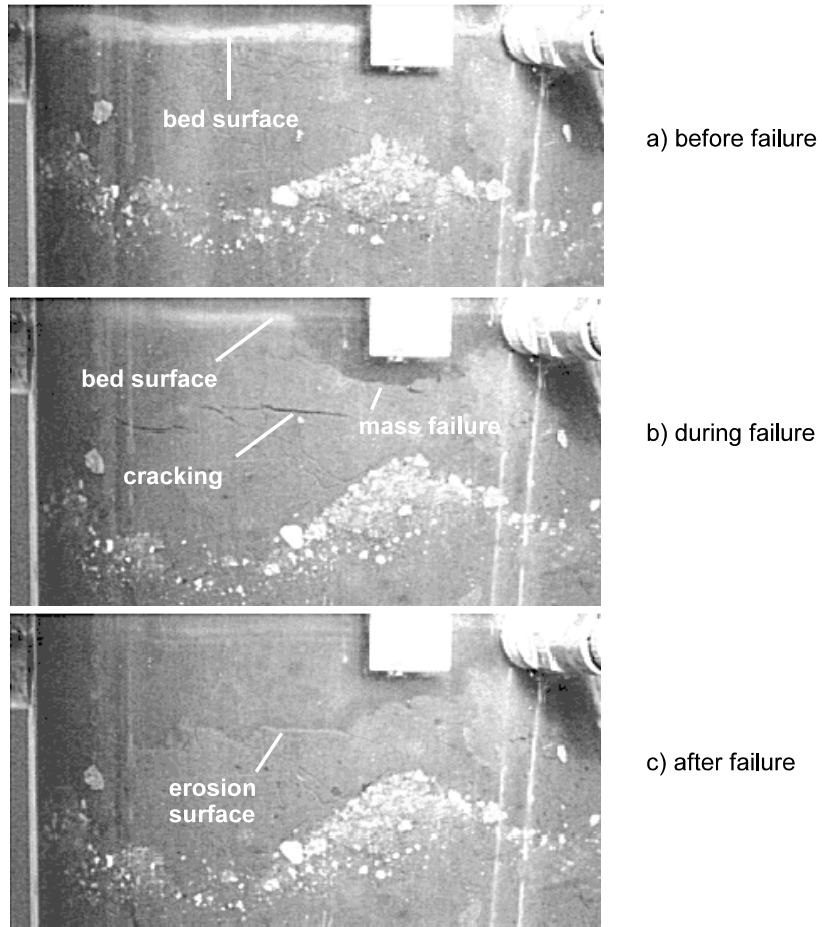 bed surface
a) before failure
bed surface
mass failure
cracking
b) during failure
erosion
surface
c) after failure